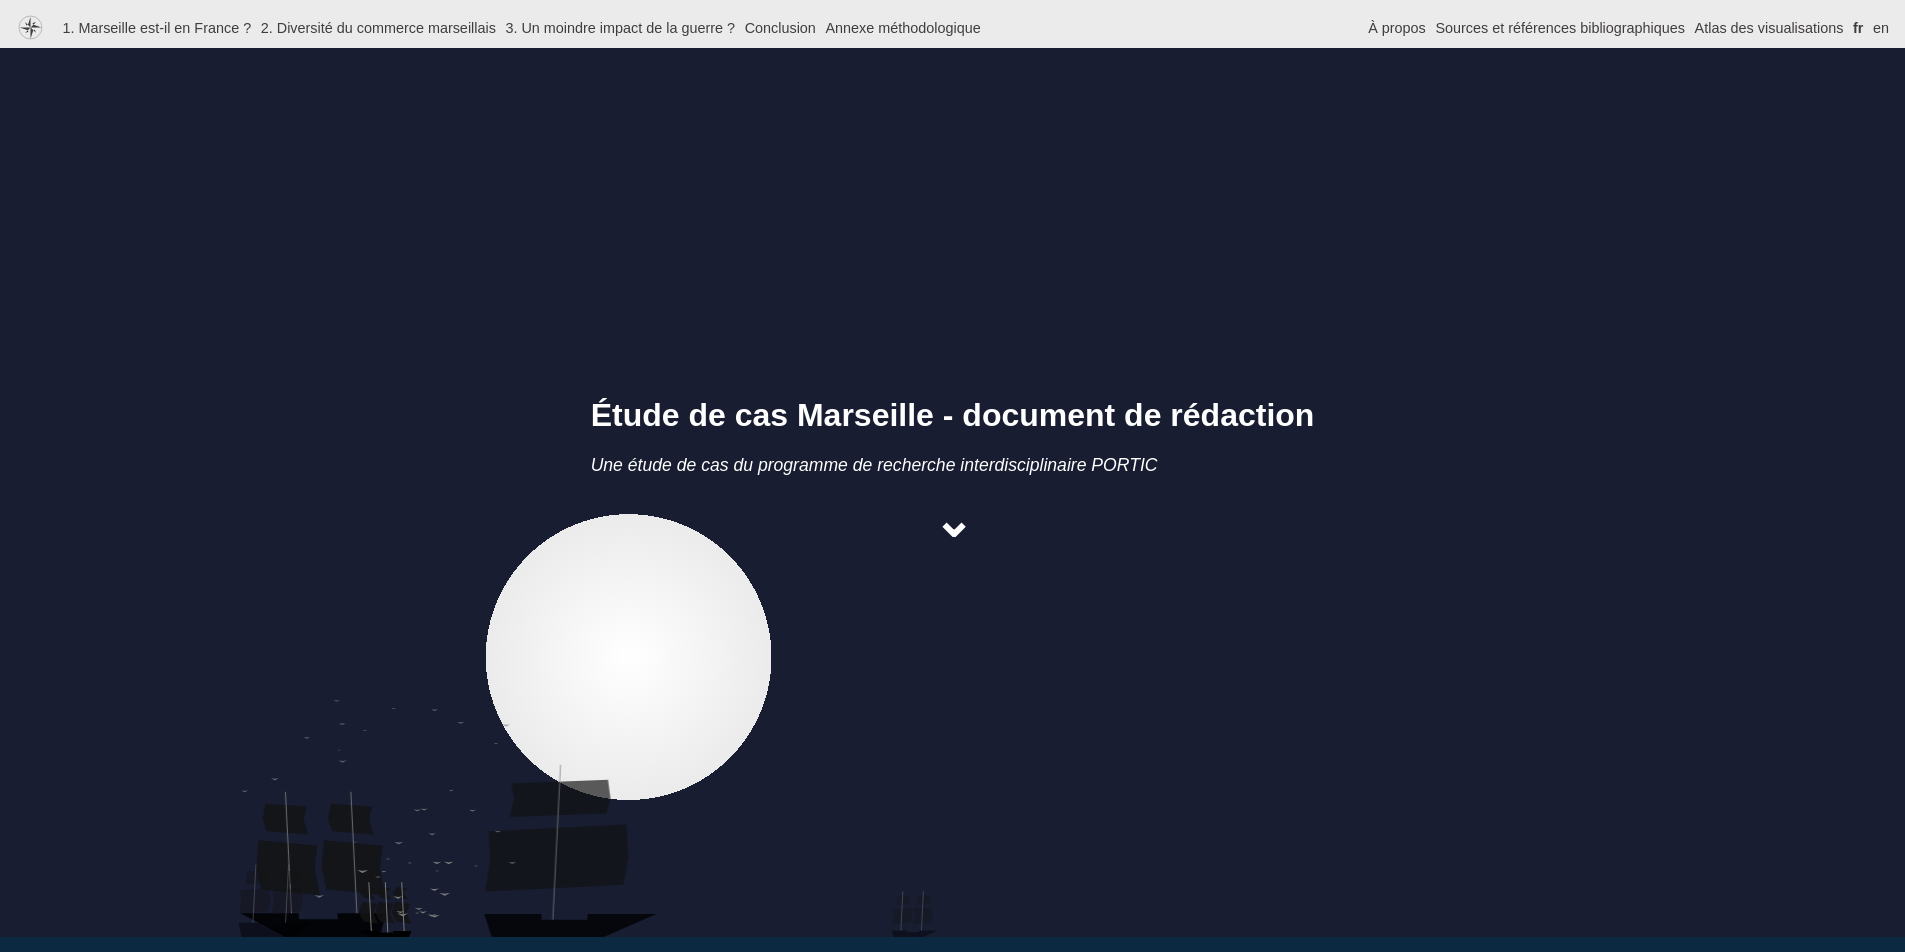 1. Marseille est-il en France ? 2. Diversité du commerce marseillais 3. Un moindre impact de la guerre ? Conclusion Annexe méthodologique À propos Sources et références bibliographiques Atlas des visualisations fr en
Étude de cas Marseille - document de rédaction
Une étude de cas du programme de recherche interdisciplinaire PORTIC